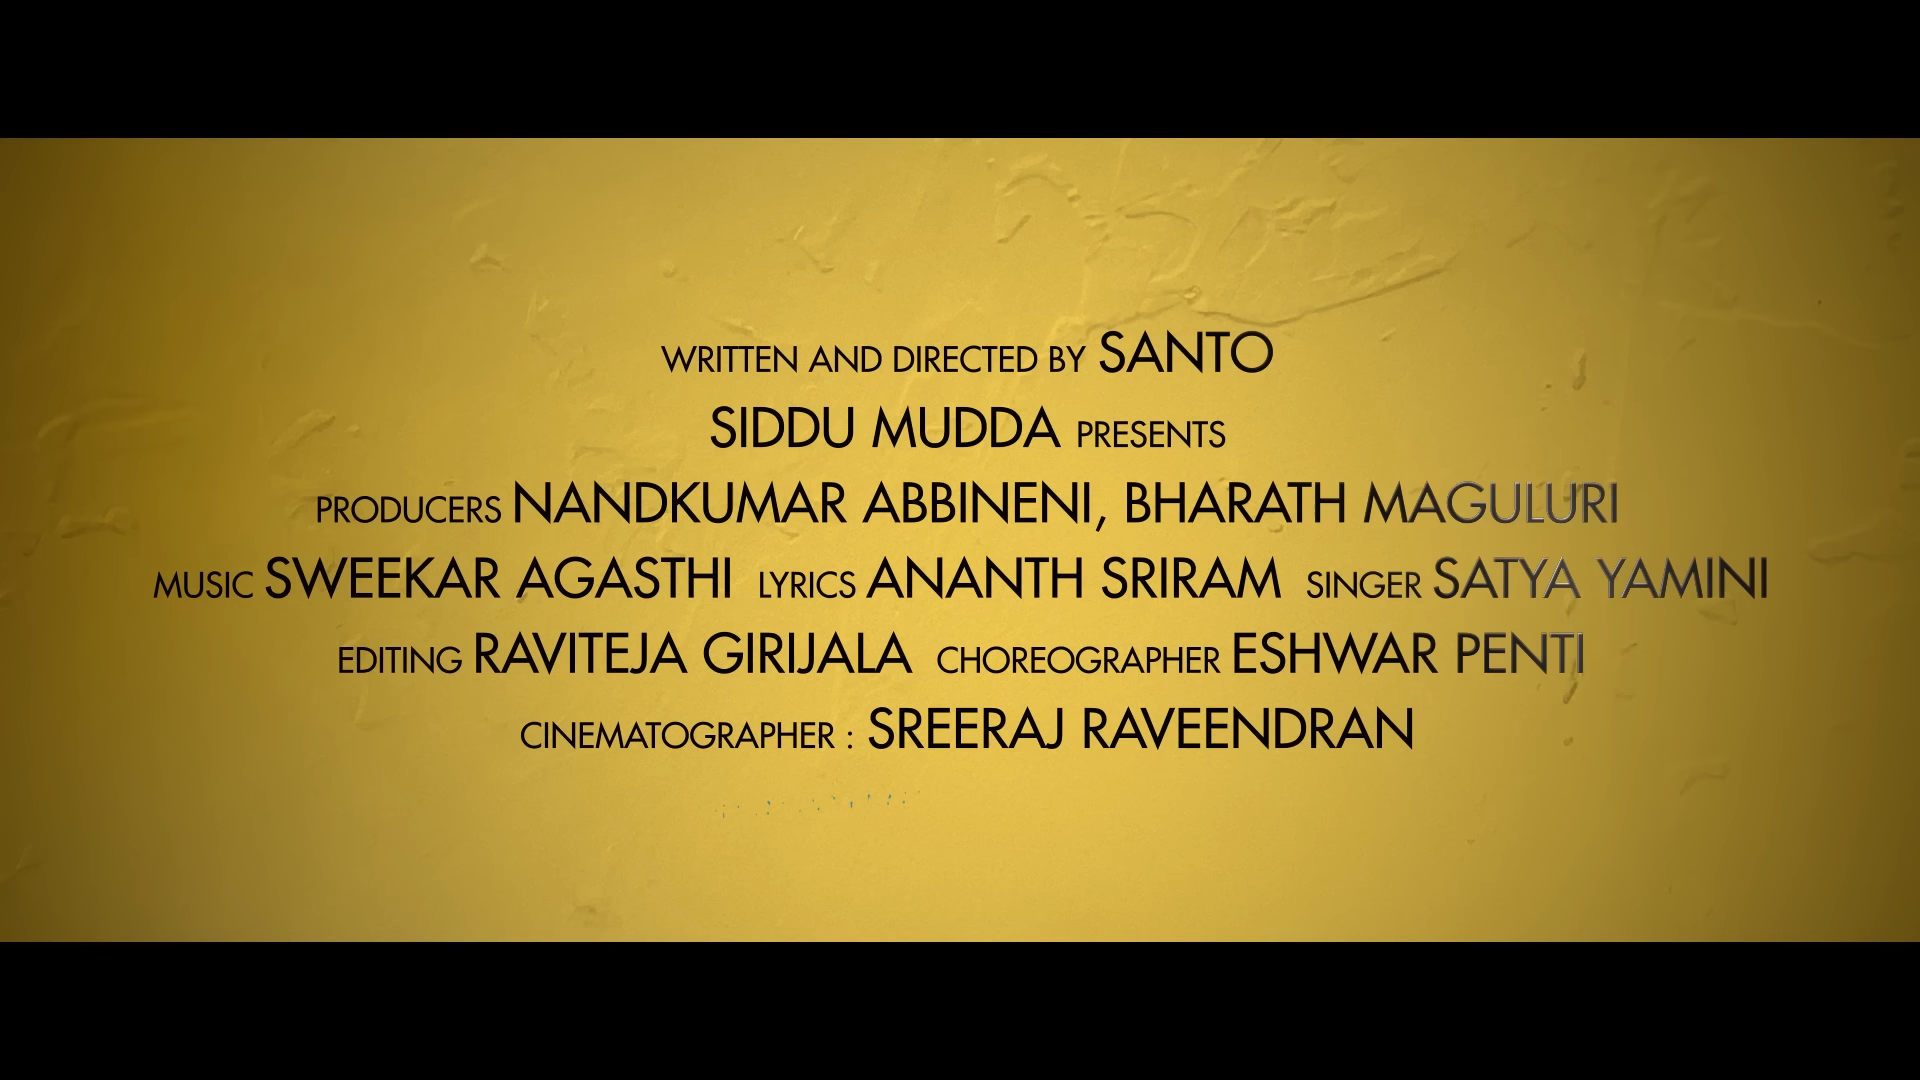 WRITTEN AND DIRECTED BY SANTO
SIDDU MUDDA PRESENTS
PRODUCERS NANDKUMAR ABBINENI, BHARATH MAGULURI
MUSIC SWEEKAR AGASTHI LYRICS ANANTH SRIRAM SINGER SATYA YAMINI
EDITING RAVITEJA GIRIJALA CHOREOGRAPHER ESHWAR PENTI
CINEMATOGRAPHER : SREERAJ RAVEENDRAN